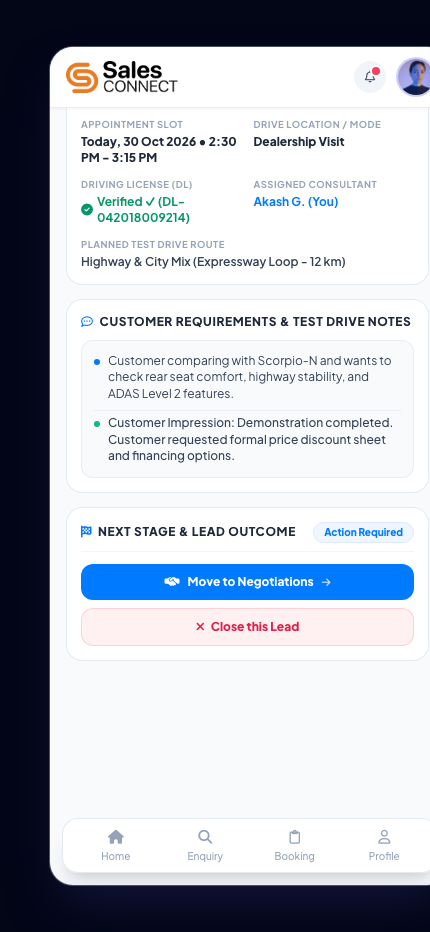 Sales
CONNECT
APPOINTMENT SLOT
Today, 30 Oct 2026 • 2:30
PM – 3:15 PM
DRIVE LOCATION / MODE
Dealership Visit
DRIVING LICENSE (DL)
Verified ✓ (DL-
042018009214)
ASSIGNED CONSULTANT
Akash G. (You)
PLANNED TEST DRIVE ROUTE
Highway & City Mix (Expressway Loop - 12 km)
CUSTOMER REQUIREMENTS & TEST DRIVE NOTES
Customer comparing with Scorpio-N and wants to
check rear seat comfort, highway stability, and
ADAS Level 2 features.
Customer Impression: Demonstration completed.
Customer requested formal price discount sheet
and financing options.
NEXT STAGE & LEAD OUTCOME
Action Required
Move to Negotiations →
✕ Close this Lead
Home
Enquiry
Booking
Profile